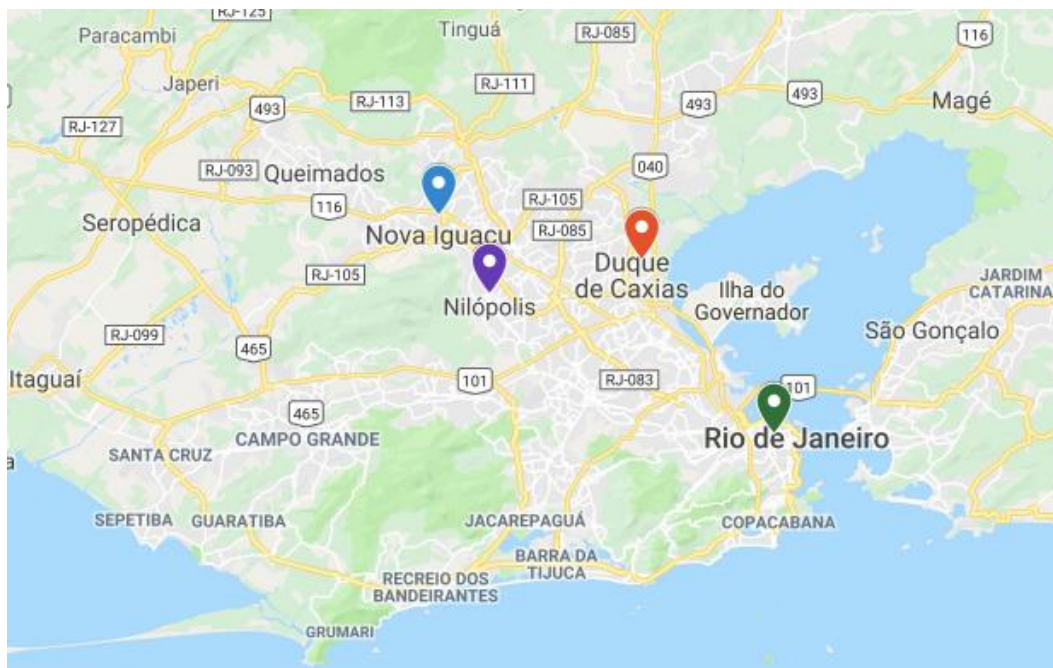 RJ-125
Paracambi
Tinguá
RJ-085
116
Japeri
RJ-111
RJ-113
493
493
493
Magé
RJ-127
RJ-093
Queimados
040
116
RJ-105
Seropédica
Nova Iguaçu
RJ-085
Duque
de Caxias
RJ-105
Nilópolis
Ilha do
Governador
JARDIM
CATARINA
RJ-099
São Gonçalo
465
Itaguaí
101
RJ-083
101
465
CAMPO GRANDE
Rio de Janeiro
SANTA CRUZ
a
SEPETIBA
GUARATIBA
JACAREPAGUÁ
COPACABANA
BARRA DA
TIJUCA
RECREIO DOS
BANDEIRANTES
GRUMARI